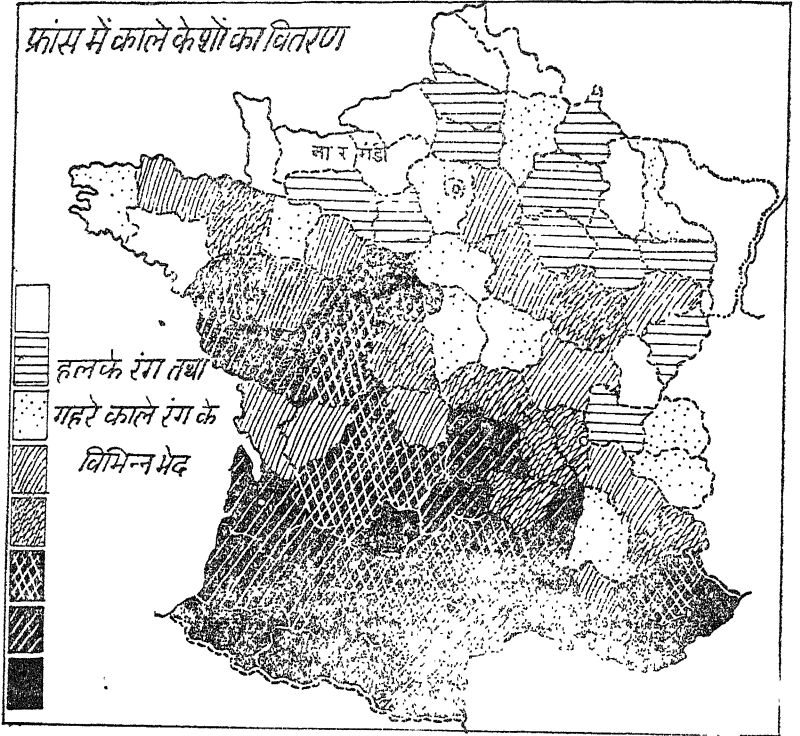 फ्रांस में काले केशों का वितरण
ना र मंडी
हलके रंग तथा
गहरे काले रंग के
विभिन्न भेद